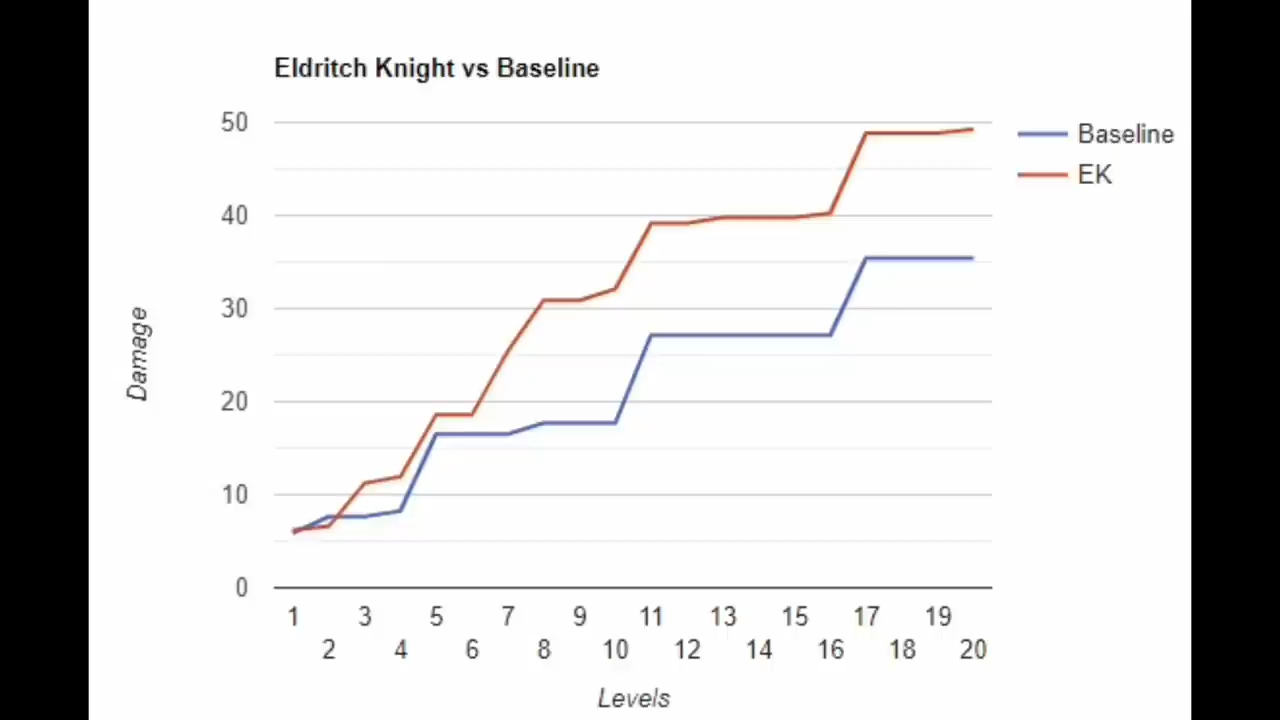 Eldritch Knight vs Baseline
50
40
30
20
10
0
Damage
Baseline
EK
1 3 5 7 9 11 13 15 17 19
2 4 6 8 10 12 14 16 18 20
Levels